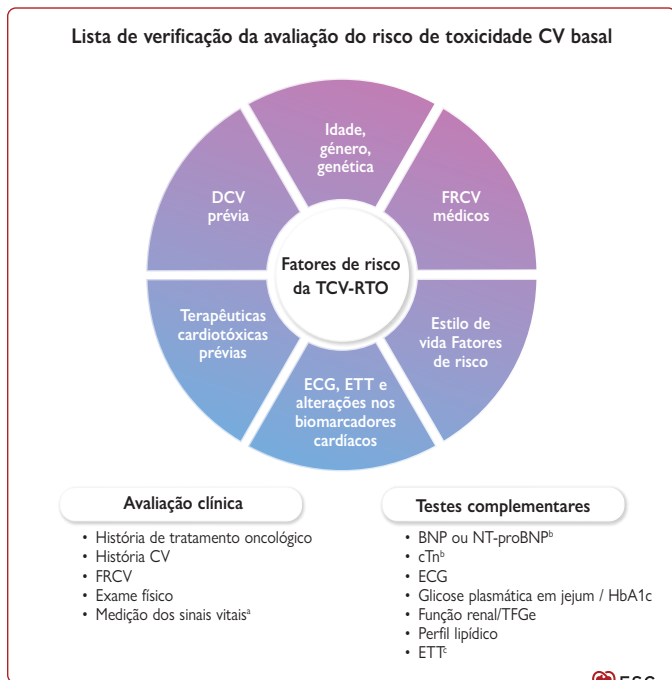 Lista de verificação da avaliação do risco de toxicidade CV basal
Idade,
género,
genética
DCV
prévia
FRCV
médicos
Fatores de risco
da TCV-RTO
Terapêuticas
cardiotóxicas
prévias
Estilo de
vida Fatores
de risco
ECG, ETT e
alterações nos
biomarcadores
cardíacos
Avaliação clínica
• História de tratamento oncológico
• História CV
• FRCV
• Exame físico
• Medição dos sinais vitaisᵃ
Testes complementares
• BNP ou NT-proBNPᵇ
• cTnᵇ
• ECG
• Glicose plasmática em jejum / HbA1c
• Função renal/TFGe
• Perfil lipídico
• ETTᶜ